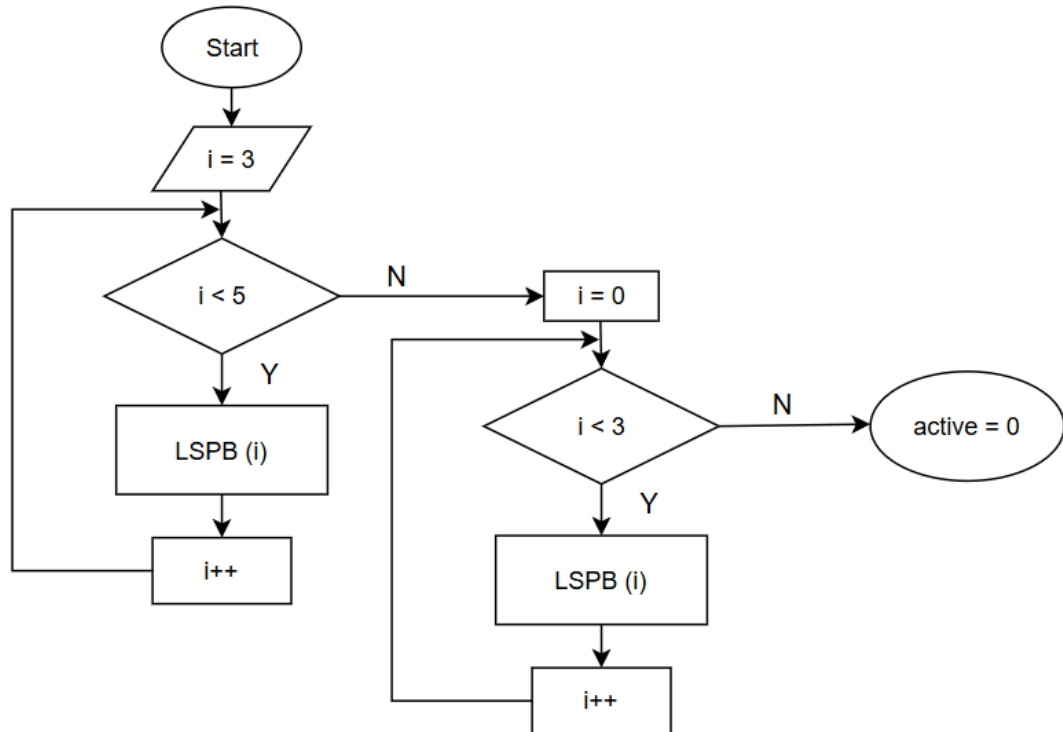 Start
i = 3
i < 5
N
Y
LSPB (i)
i++
i = 0
i < 3
N
Y
LSPB (i)
i++
active = 0